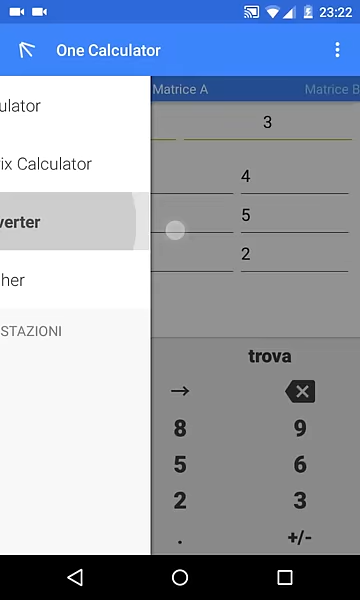 23:22
One Calculator
ulator
ix Calculator
verter
her
STAZIONI
Matrice A
Matrice B
3
4
5
2
trova
→
8 9
5 6
2 3
. +/-